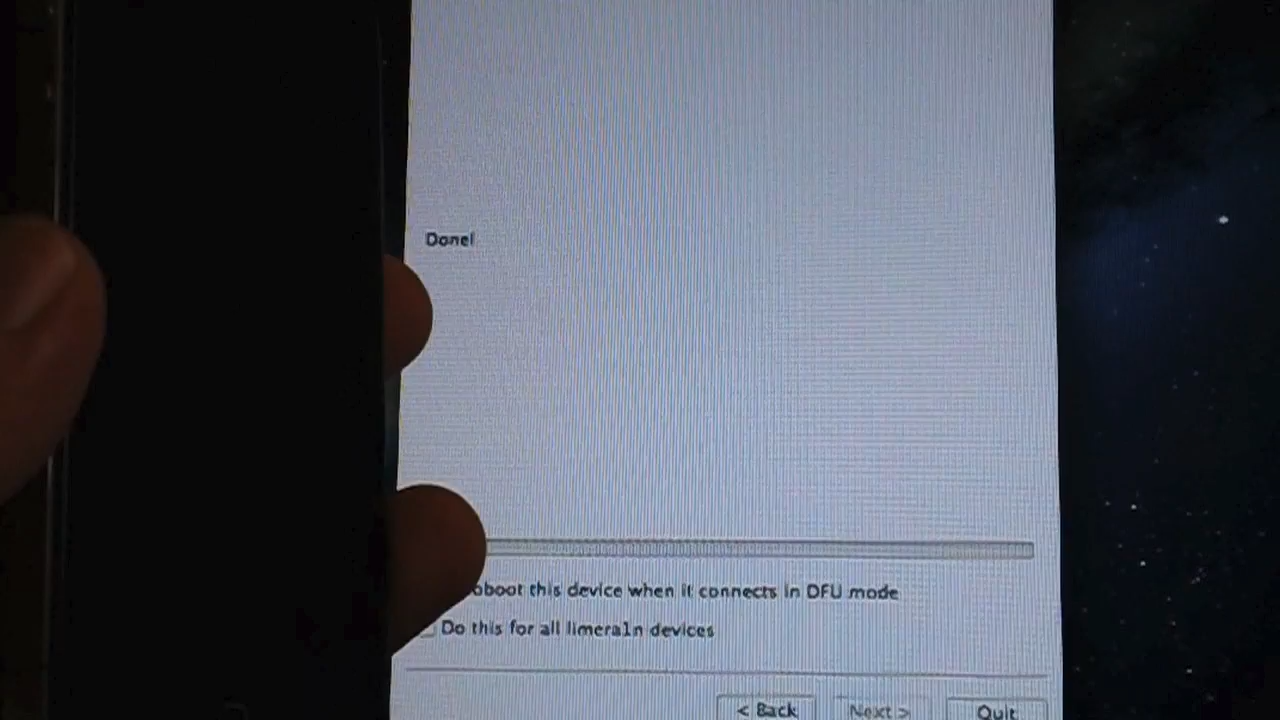 Done!
oboot this device when it connects in DFU mode
Do this for all limera1n devices
< Back Next > Quit